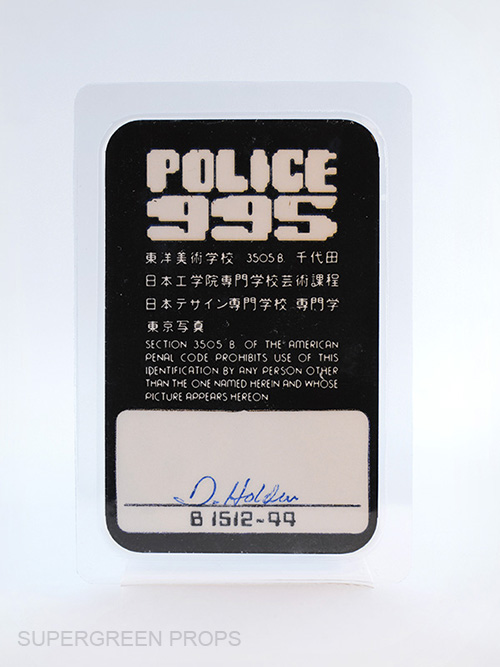 POLICE
995
東洋美術学校 3505 B. 千代田
日本工学院専門学校芸術課程
日本テサイン専門学校 専門学
東京写真
SECTION 3505 B OF THE AMERICAN
PENAL CODE PROHIBITS USE OF THIS
IDENTIFICATION BY ANY PERSON OTHER
THAN THE ONE NAMED HEREIN AND WHOSE
PICTURE APPEARS HEREON
D. Holden
B1512-99
SUPERGREEN PROPS